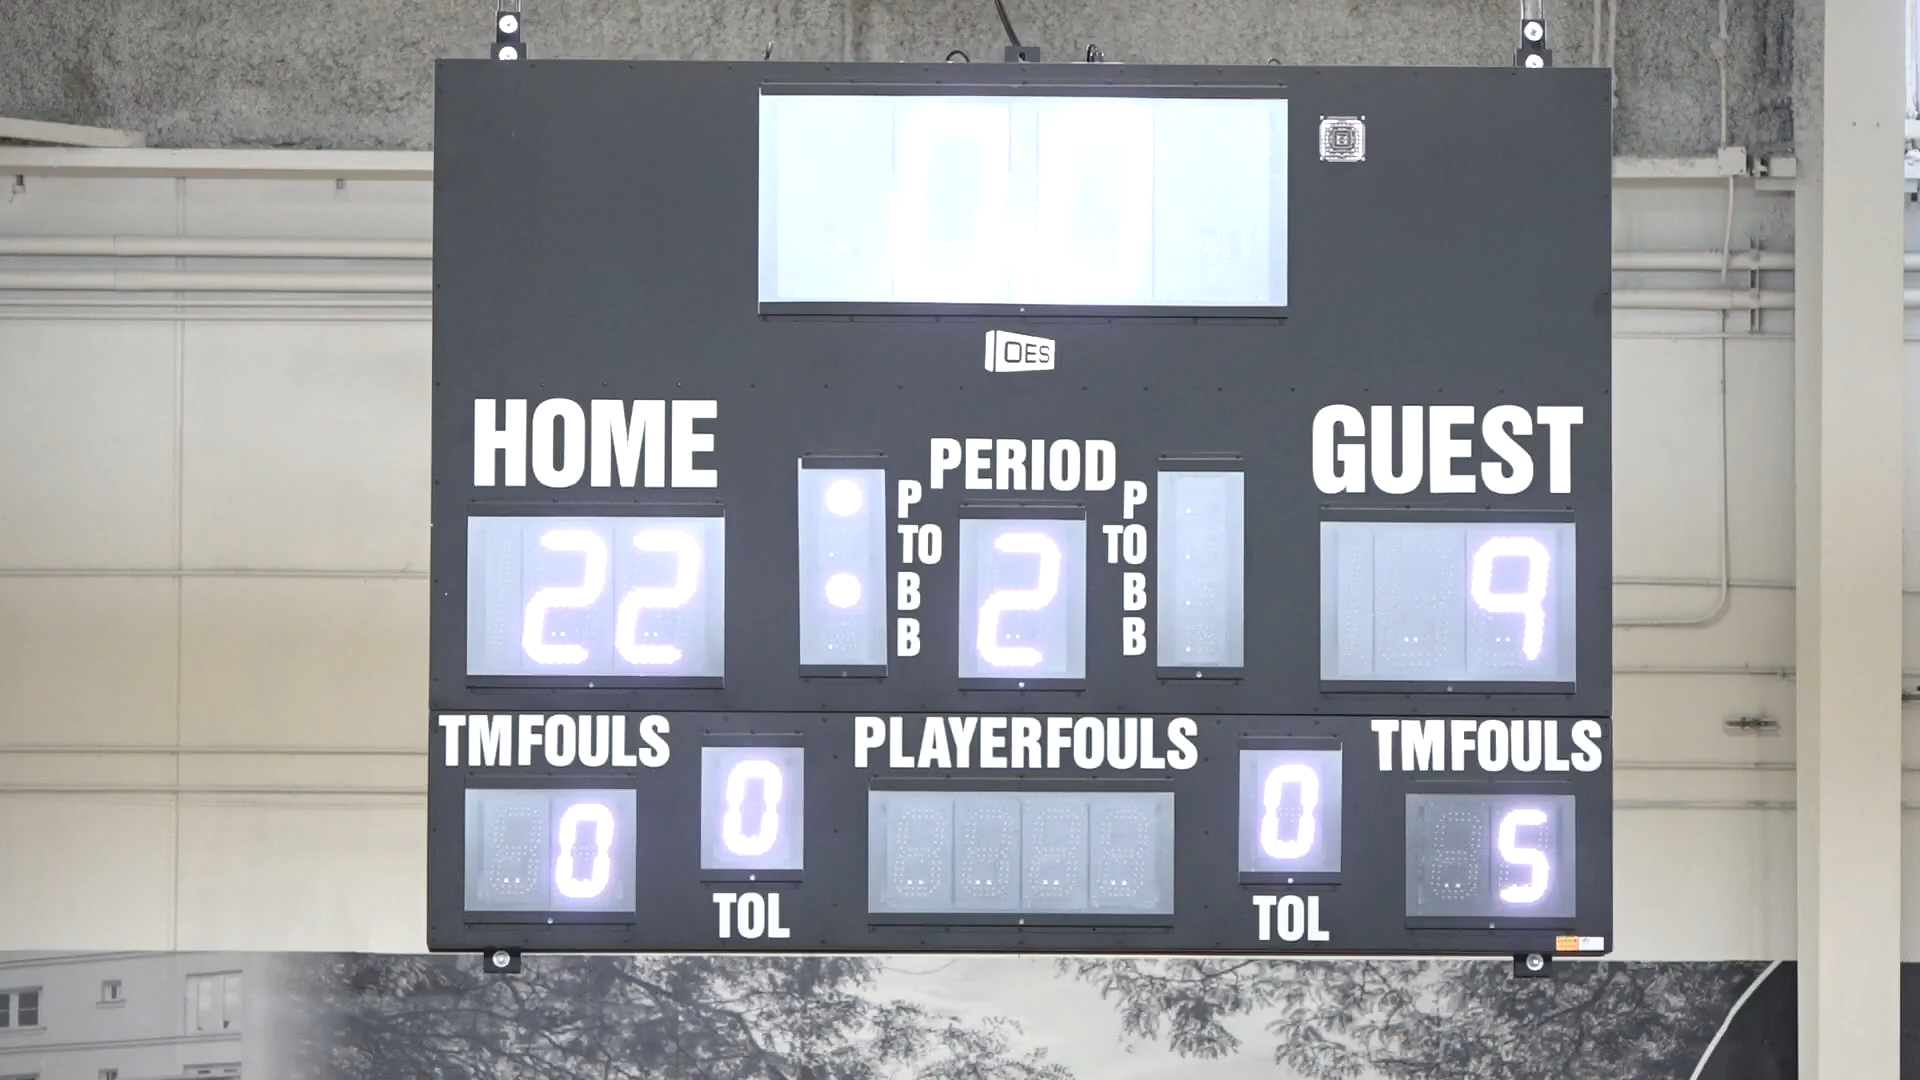 OES
HOME
PERIOD
GUEST
P
TO
B
B
P
TO
B
B
22
2
9
TMFOULS
PLAYERFOULS
TMFOULS
0
0
0
5
TOL
TOL